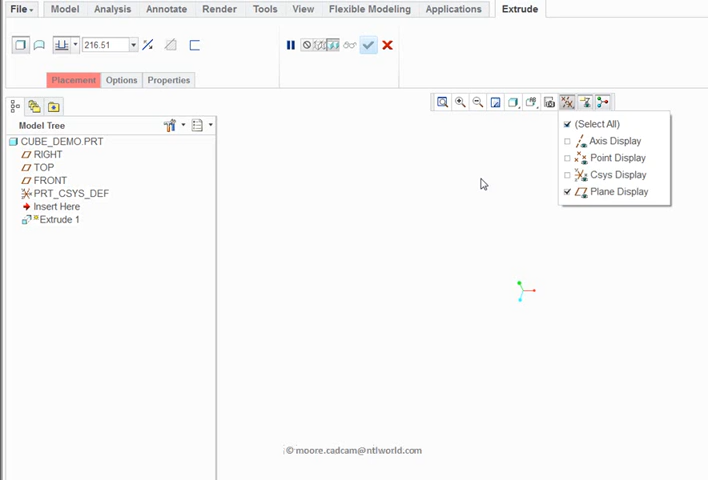 File Model Analysis Annotate Render Tools View Flexible Modeling Applications Extrude
216.51
Placement Options Properties
Model Tree
CUBE_DEMO.PRT
RIGHT
TOP
FRONT
PRT_CSYS_DEF
Insert Here
Extrude 1
(Select All)
Axis Display
Point Display
Csys Display
Plane Display
© moore.cadcam@ntlworld.com